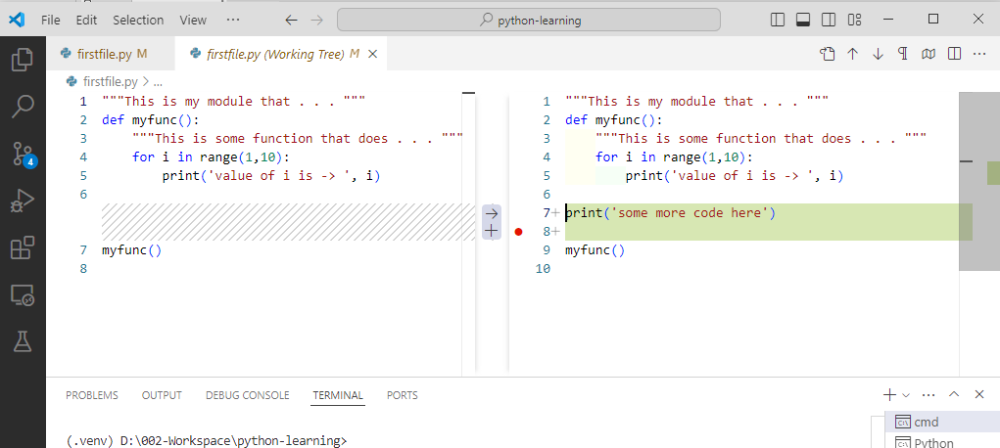 File Edit Selection View ··· python-learning
firstfile.py M firstfile.py (Working Tree) M
firstfile.py > ...
1 """This is my module that . . . """
2 def myfunc():
3 """This is some function that does . . . """
4 for i in range(1,10):
5 print('value of i is -> ', i)
6
7 myfunc()
8
1 """This is my module that . . . """
2 def myfunc():
3 """This is some function that does . . . """
4 for i in range(1,10):
5 print('value of i is -> ', i)
6
7+ print('some more code here')
8+
9 myfunc()
10
4
PROBLEMS OUTPUT DEBUG CONSOLE TERMINAL PORTS
(.venv) D:\002-Workspace\python-learning>
cmd
Python